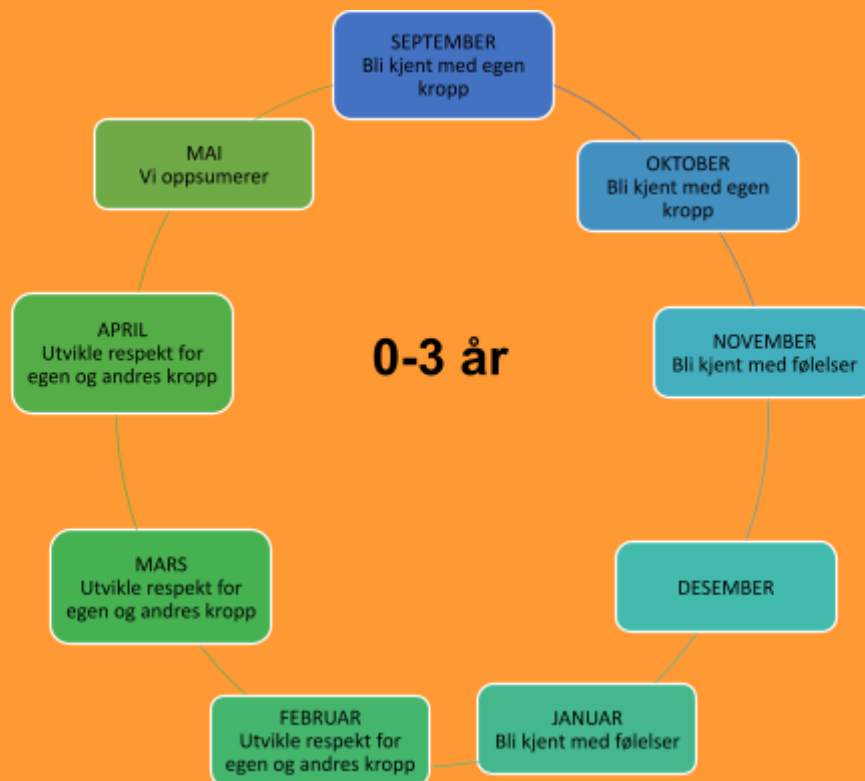 SEPTEMBER
Bli kjent med egen
kropp
OKTOBER
Bli kjent med egen
kropp
NOVEMBER
Bli kjent med følelser
DESEMBER
JANUAR
Bli kjent med følelser
FEBRUAR
Utvikle respekt for
egen og andres kropp
MARS
Utvikle respekt for
egen og andres kropp
APRIL
Utvikle respekt for
egen og andres kropp
MAI
Vi oppsumerer
0-3 år